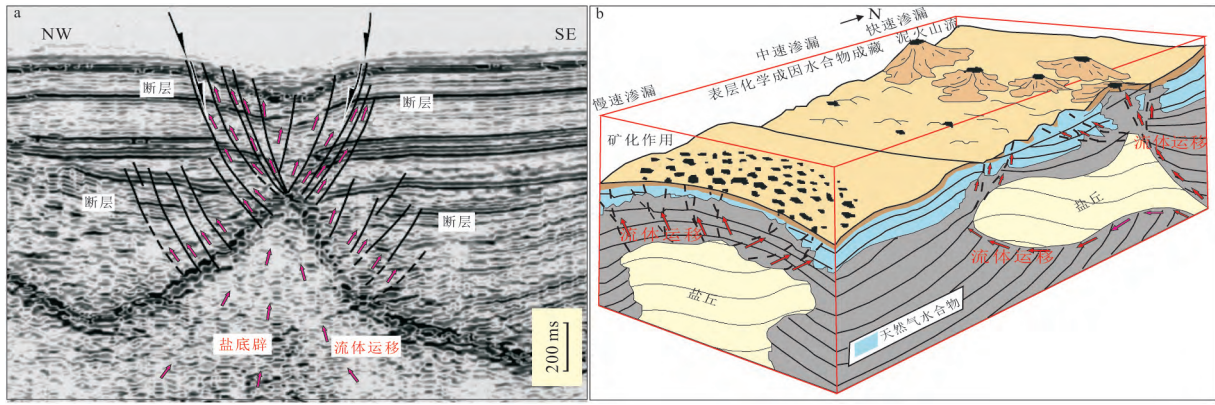 a
NW
SE
断层
断层
断层
断层
盐底辟
流体运移
200 ms
b
N
快速渗漏
泥火山流
中速渗漏
表层化学成因水合物成藏
慢速渗漏
矿化作用
流体运移
盐丘
流体运移
流体运移
盐丘
天然气水合物